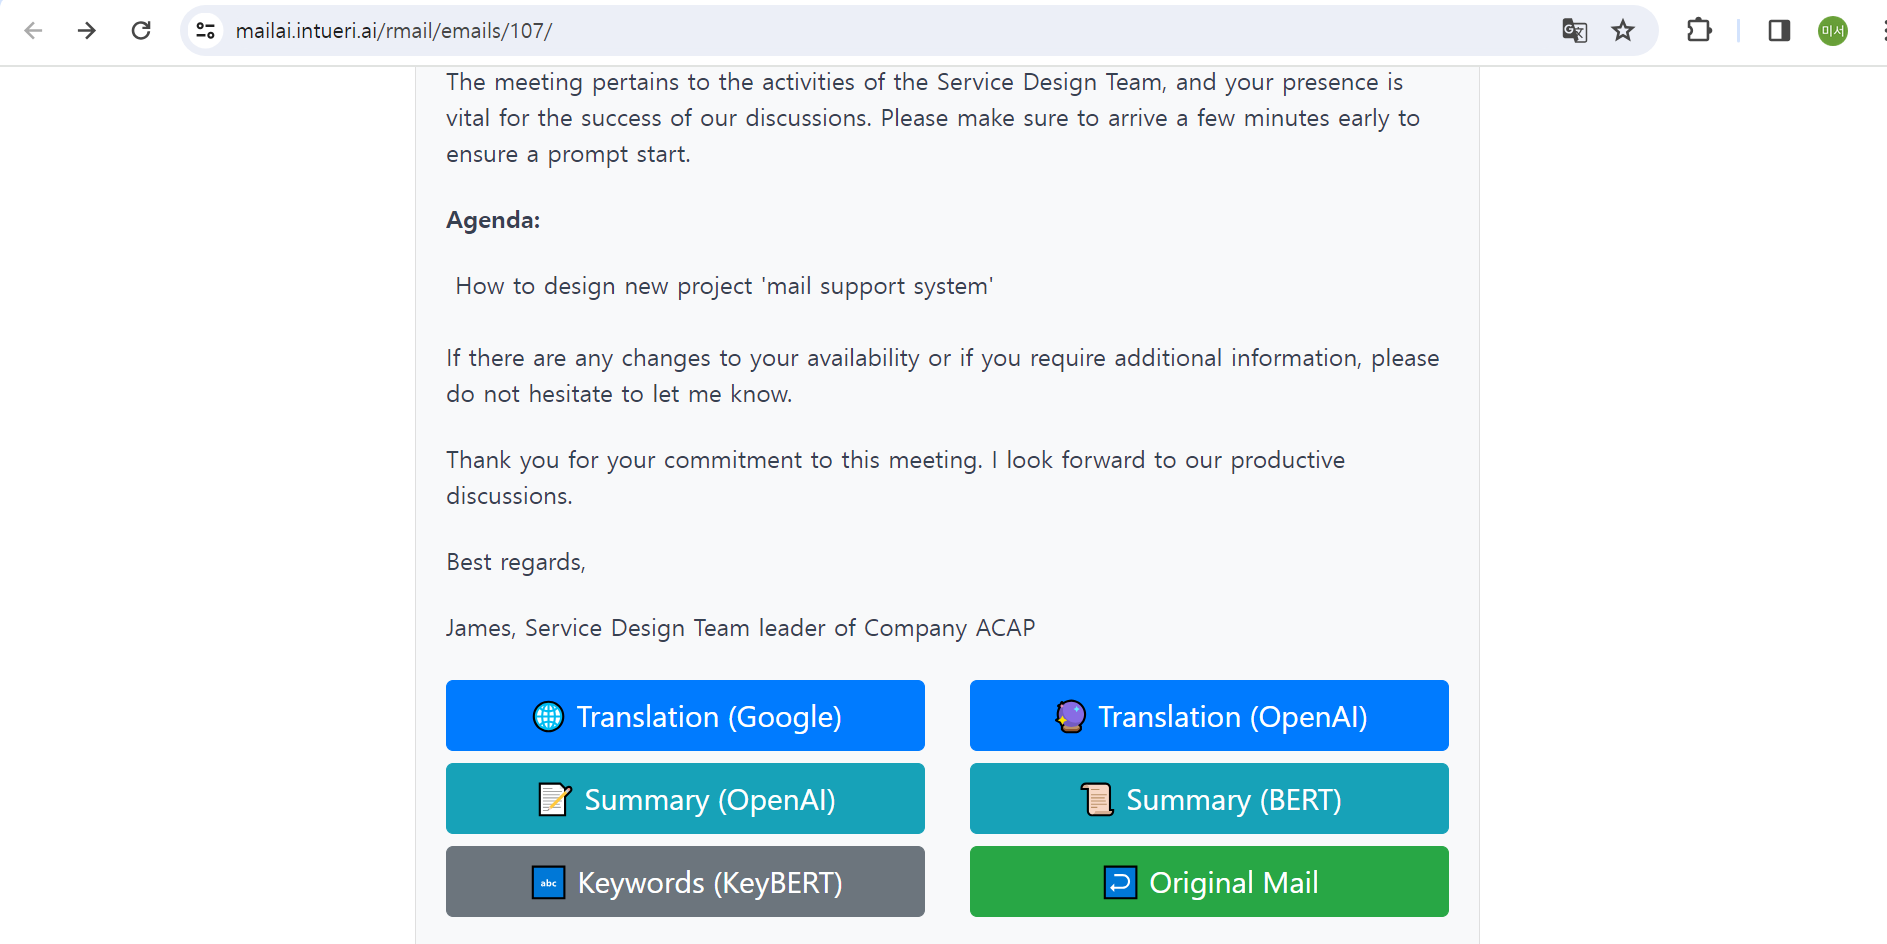 mailai.intueri.ai/rmail/emails/107/
미서
The meeting pertains to the activities of the Service Design Team, and your presence is
vital for the success of our discussions. Please make sure to arrive a few minutes early to
ensure a prompt start.
Agenda:
How to design new project 'mail support system'
If there are any changes to your availability or if you require additional information, please
do not hesitate to let me know.
Thank you for your commitment to this meeting. I look forward to our productive
discussions.
Best regards,
James, Service Design Team leader of Company ACAP
Translation (Google)
Translation (OpenAI)
Summary (OpenAI)
Summary (BERT)
abc Keywords (KeyBERT)
Original Mail